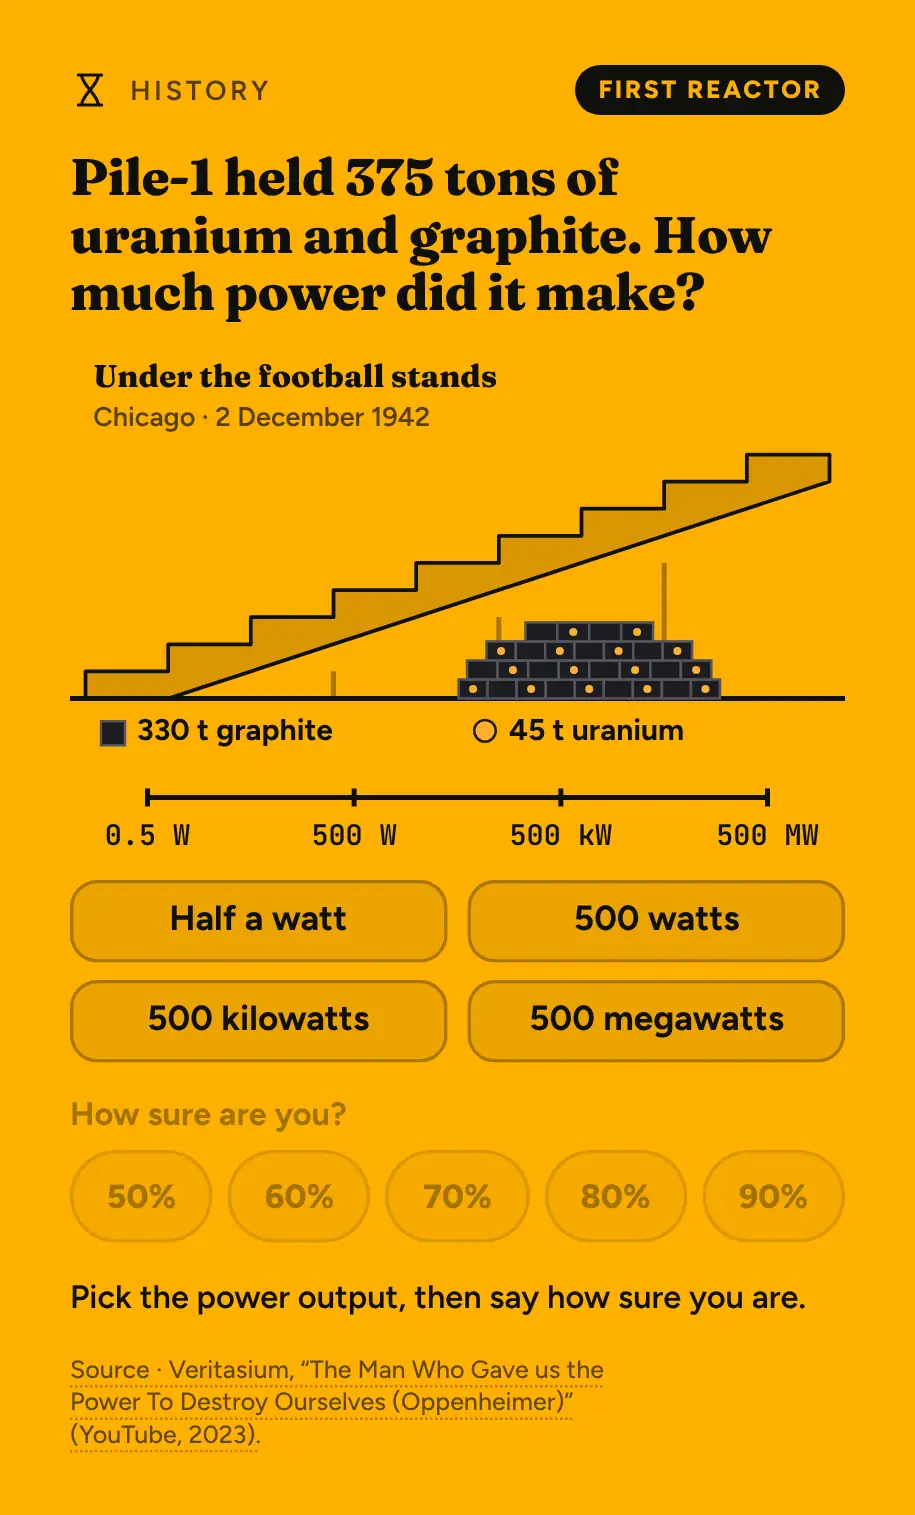 HISTORY
FIRST REACTOR
Pile-1 held 375 tons of
uranium and graphite. How
much power did it make?
Under the football stands
Chicago · 2 December 1942
330 t graphite
45 t uranium
0.5 W
500 W
500 kW
500 MW
Half a watt
500 watts
500 kilowatts
500 megawatts
How sure are you?
50%
60%
70%
80%
90%
Pick the power output, then say how sure you are.
Source · Veritasium, “The Man Who Gave us the
Power To Destroy Ourselves (Oppenheimer)”
(YouTube, 2023).